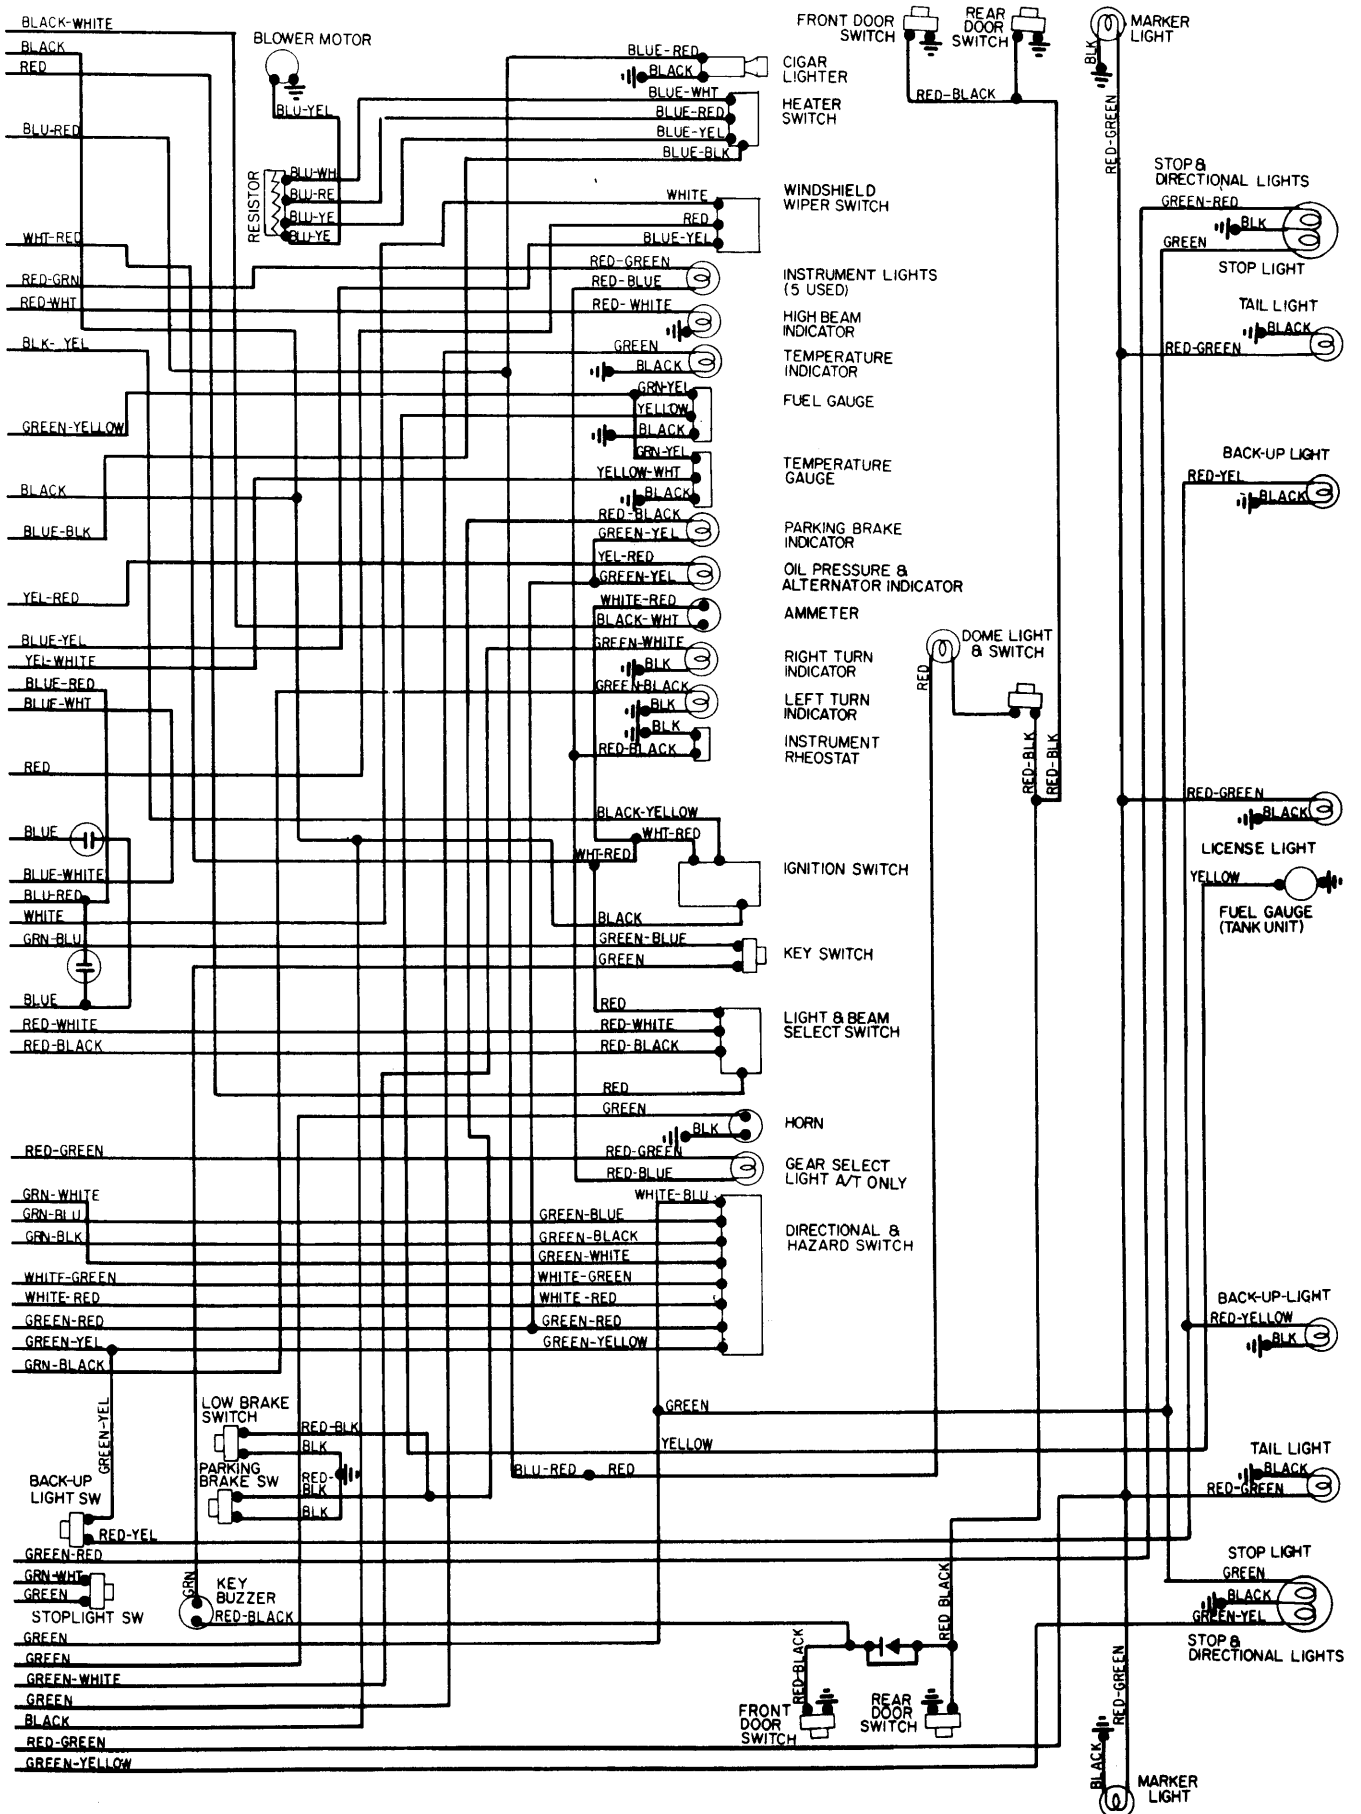 BLACK-WHITE
BLACK
RED
BLU-RED
WHT-RED
RED-GRN
RED-WHT
BLK- YEL
GREEN-YELLOW
BLACK
BLUE-BLK
YEL-RED
BLUE-YEL
YEL-WHITE
BLUE-RED
BLUE-WHT
RED
BLUE
BLUE-WHITE
BLU-RED
WHITE
GRN-BLU
BLUE
RED-WHITE
RED-BLACK
RED-GREEN
GRN-WHITE
GRN-BLU
GRN-BLK
WHITE-GREEN
WHITE-RED
GREEN-RED
GREEN-YEL
GRN-BLACK
GREEN-YEL
BACK-UP
LIGHT SW
RED-YEL
GREEN-RED
GRN-WHT
GREEN
STOPLIGHT SW
GREEN
GREEN
GREEN-WHITE
GREEN
BLACK
RED-GREEN
GREEN-YELLOW
BLOWER MOTOR
BLU-YEL
RESISTOR
BLU-WH
BLU-RE
BLU-YE
BLU-YE
LOW BRAKE
SWITCH
RED-BLK
BLK
PARKING
BRAKE SW
RED-
BLK
BLK
GRN
KEY
BUZZER
RED-BLACK
BLUE-RED
BLACK
CIGAR
LIGHTER
BLUE-WHT
BLUE-RED
BLUE-YEL
BLUE-BLK
HEATER
SWITCH
WHITE
RED
BLUE-YEL
WINDSHIELD
WIPER SWITCH
RED-GREEN
RED-BLUE
INSTRUMENT LIGHTS
(5 USED)
RED- WHITE
HIGH BEAM
INDICATOR
GREEN
BLACK
TEMPERATURE
INDICATOR
GRN-YEL
YELLOW
BLACK
FUEL GAUGE
GRN-YEL
YELLOW-WHT
BLACK
TEMPERATURE
GAUGE
RED-BLACK
GREEN-YEL
PARKING BRAKE
INDICATOR
YEL-RED
GREEN-YEL
OIL PRESSURE &
ALTERNATOR INDICATOR
WHITE-RED
BLACK-WHT
AMMETER
GREEN-WHITE
BLK
RIGHT TURN
INDICATOR
GREEN-BLACK
BLK
LEFT TURN
INDICATOR
BLK
RED-BLACK
INSTRUMENT
RHEOSTAT
BLACK-YELLOW
WHT-RED
WHT-RED
BLACK
IGNITION SWITCH
GREEN-BLUE
GREEN
KEY SWITCH
RED
RED-WHITE
RED-BLACK
RED
LIGHT & BEAM
SELECT SWITCH
GREEN
BLK
HORN
RED-GREEN
RED-BLUE
GEAR SELECT
LIGHT A/T ONLY
WHITE-BLU
GREEN-BLUE
GREEN-BLACK
GREEN-WHITE
WHITE-GREEN
WHITE-RED
GREEN-RED
GREEN-YELLOW
DIRECTIONAL &
HAZARD SWITCH
GREEN
YELLOW
BLU-RED
RED
FRONT DOOR
SWITCH
REAR
DOOR
SWITCH
RED-BLACK
DOME LIGHT
& SWITCH
RED
RED-BLK
RED-BLK
RED BLACK
RED-BLACK
FRONT
DOOR
SWITCH
REAR
DOOR
SWITCH
MARKER
LIGHT
BLK
RED-GREEN
STOP &
DIRECTIONAL LIGHTS
GREEN-RED
BLK
GREEN
STOP LIGHT
TAIL LIGHT
BLACK
RED-GREEN
BACK-UP LIGHT
RED-YEL
BLACK
RED-GREEN
BLACK
LICENSE LIGHT
YELLOW
FUEL GAUGE
(TANK UNIT)
BACK-UP-LIGHT
RED-YELLOW
BLK
TAIL LIGHT
BLACK
RED-GREEN
STOP LIGHT
GREEN
BLACK
GREEN-YEL
STOP &
DIRECTIONAL LIGHTS
RED-GREEN
BLACK
MARKER
LIGHT